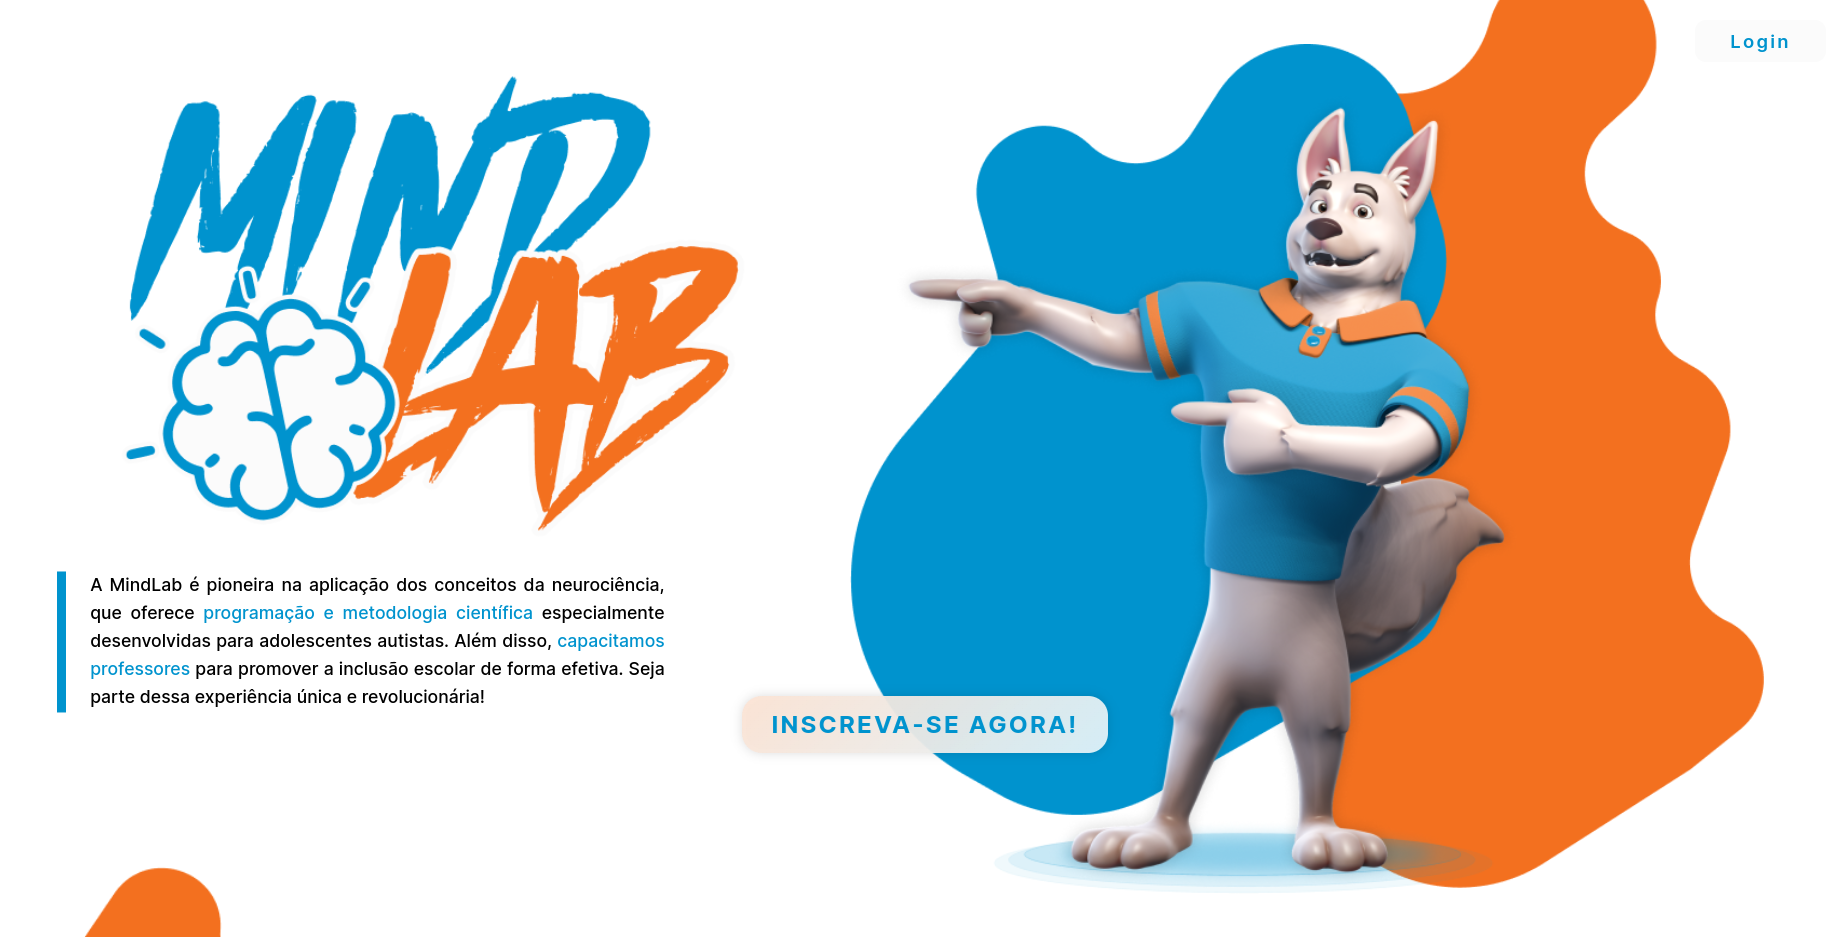 Login
MIND
LAB
A MindLab é pioneira na aplicação dos conceitos da neurociência,
que oferece programação e metodologia científica especialmente
desenvolvidas para adolescentes autistas. Além disso, capacitamos
professores para promover a inclusão escolar de forma efetiva. Seja
parte dessa experiência única e revolucionária!
INSCREVA-SE AGORA!